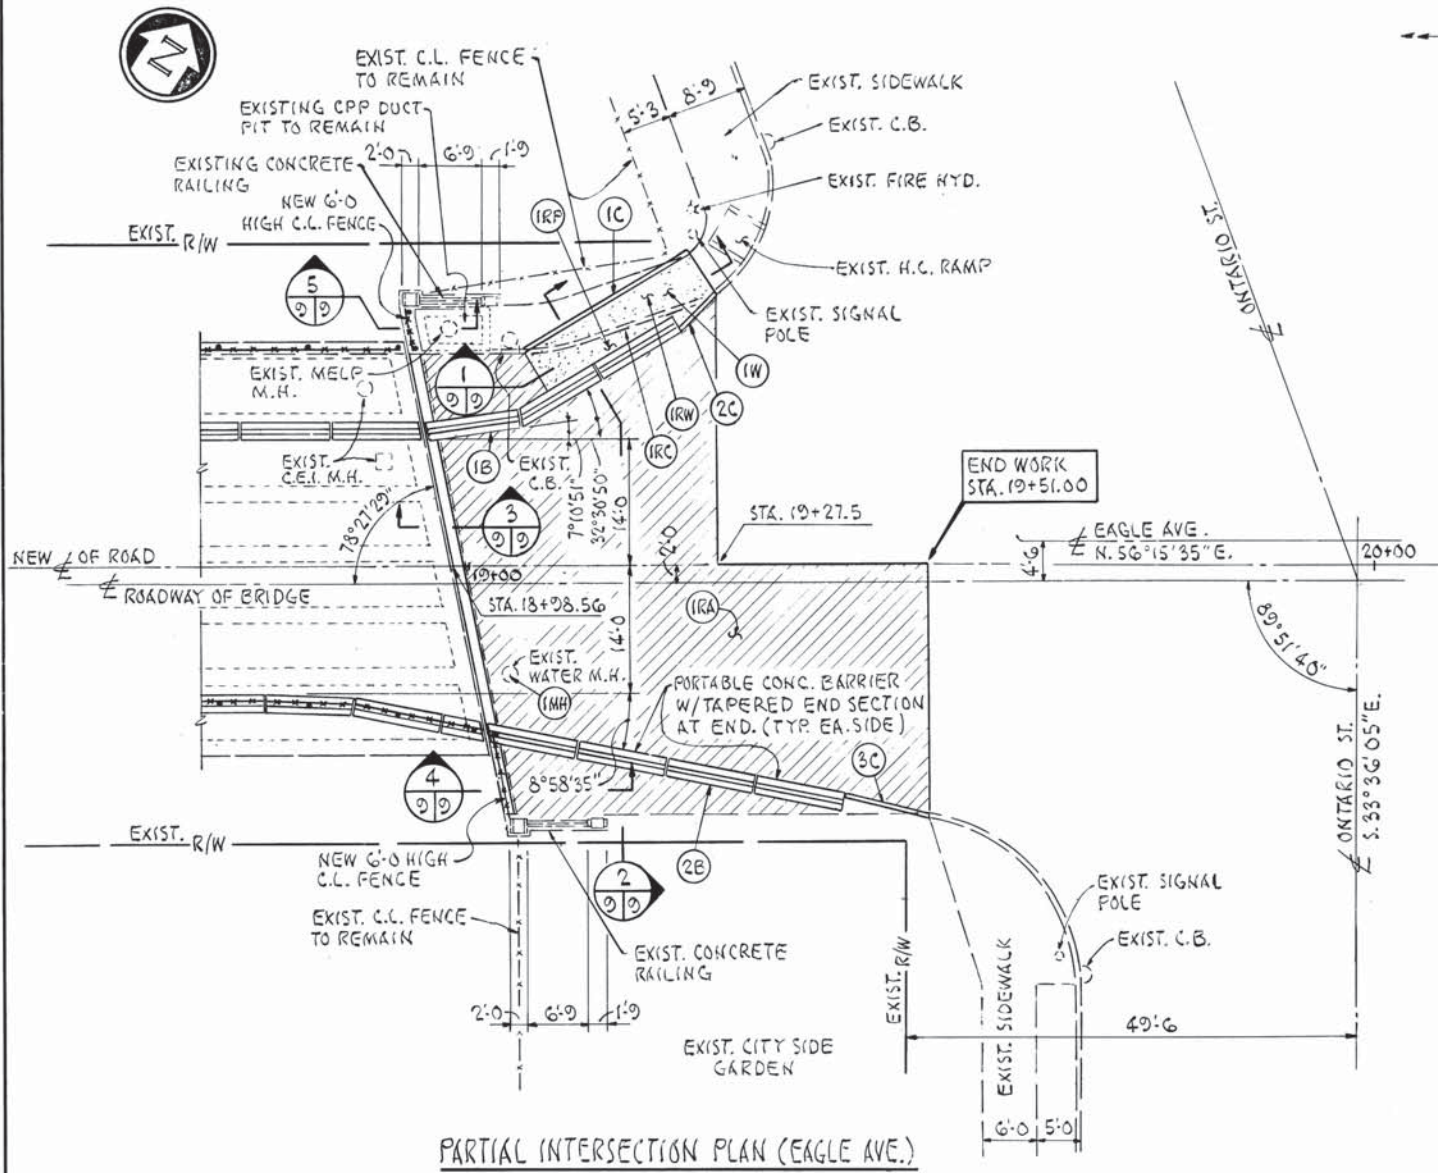 N
EXIST. C.L. FENCE
TO REMAIN
EXISTING CPP DUCT
PIT TO REMAIN
EXISTING CONCRETE
RAILING
NEW 6'-0
HIGH C.L. FENCE
2'-0
6'-9
1'-9
5'-3
8'-9
EXIST. SIDEWALK
EXIST. C.B.
EXIST. FIRE HYD.
EXIST. H.C. RAMP
EXIST. SIGNAL
POLE
1RP
1C
EXIST. R/W
5
9 9
1
9 9
EXIST. MELP
M.H.
1W
2C
1RW
1RC
1B
EXIST.
C.B.
EXIST.
C.E.I. M.H.
7°10'51"
32°30'50"
14'-0
78°27'29"
3
9 9
2'-0
STA. 19+27.5
END WORK
STA. 19+51.00
℄ ONTARIO ST.
℄ EAGLE AVE.
N. 56°15'35"E.
4'-6
20+00
NEW ℄ OF ROAD
℄ ROADWAY OF BRIDGE
19+00
STA. 18+98.56
1RA
14'-0
89°51'40"
EXIST.
WATER M.H.
1MH
PORTABLE CONC. BARRIER
W/TAPERED END SECTION
AT END. (TYP. EA. SIDE)
3C
8°58'35"
4
9 9
℄ ONTARIO ST.
S.33°36'05"E.
EXIST. R/W
NEW 6'-0 HIGH
C.L. FENCE
2
9 9
2B
EXIST. C.L. FENCE
TO REMAIN
EXIST. CONCRETE
RAILING
EXIST. SIGNAL
POLE
EXIST. C.B.
EXIST. R/W
EXIST. SIDEWALK
2'-0
6'-9
1'-9
49'-6
EXIST. CITY SIDE
GARDEN
6'-0
5'-0
PARTIAL INTERSECTION PLAN (EAGLE AVE.)